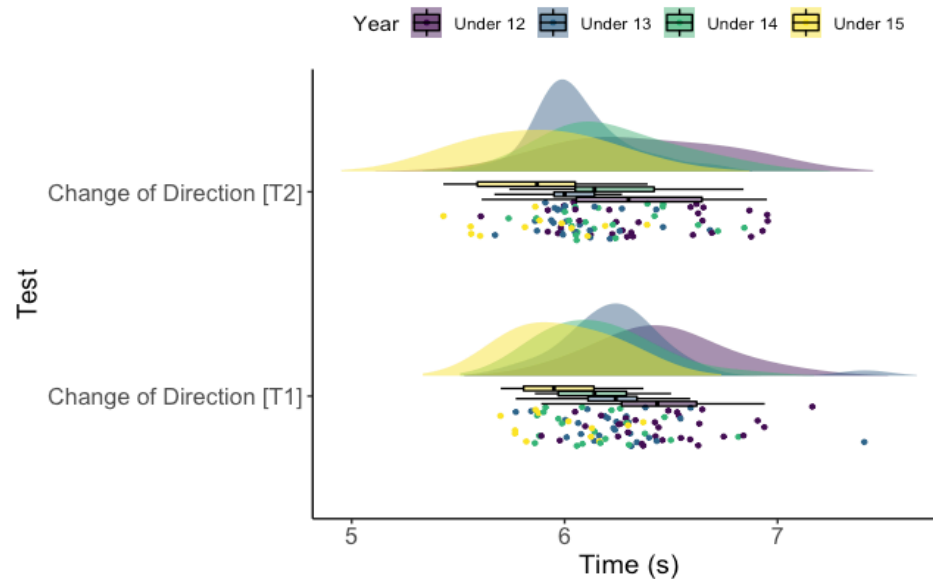 Year Under 12 Under 13 Under 14 Under 15
Change of Direction [T2]
Test
Change of Direction [T1]
5 6 7
Time (s)